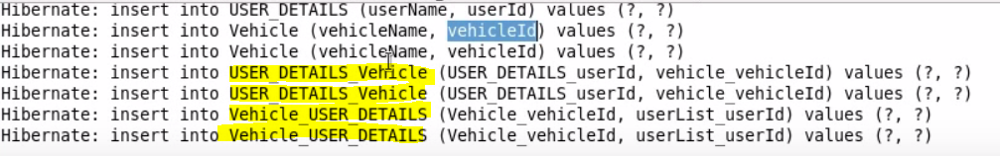 Hibernate: insert into USER_DETAILS (userName, userId) values (?, ?)
Hibernate: insert into Vehicle (vehicleName, vehicleId) values (?, ?)
Hibernate: insert into Vehicle (vehicleName, vehicleId) values (?, ?)
Hibernate: insert into USER_DETAILS_Vehicle (USER_DETAILS_userId, vehicle_vehicleId) values (?, ?)
Hibernate: insert into USER_DETAILS_Vehicle (USER_DETAILS_userId, vehicle_vehicleId) values (?, ?)
Hibernate: insert into Vehicle_USER_DETAILS (Vehicle_vehicleId, userList_userId) values (?, ?)
Hibernate: insert into Vehicle_USER_DETAILS (Vehicle_vehicleId, userList_userId) values (?, ?)